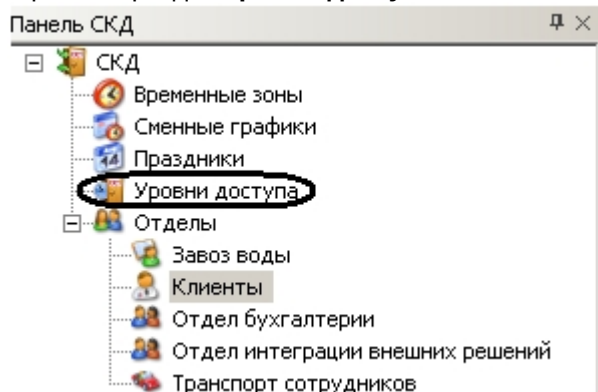 Панель СКД
СКД
Временные зоны
Сменные графики
Праздники
Уровни доступа
Отделы
Завоз воды
Клиенты
Отдел бухгалтерии
Отдел интеграции внешних решений
Транспорт сотрудников